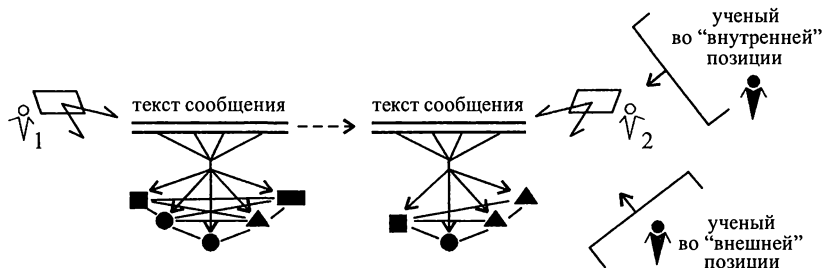 ученый
во “внутренней”
позиции
текст сообщения
текст сообщения
1
2
ученый
во “внешней”
позиции